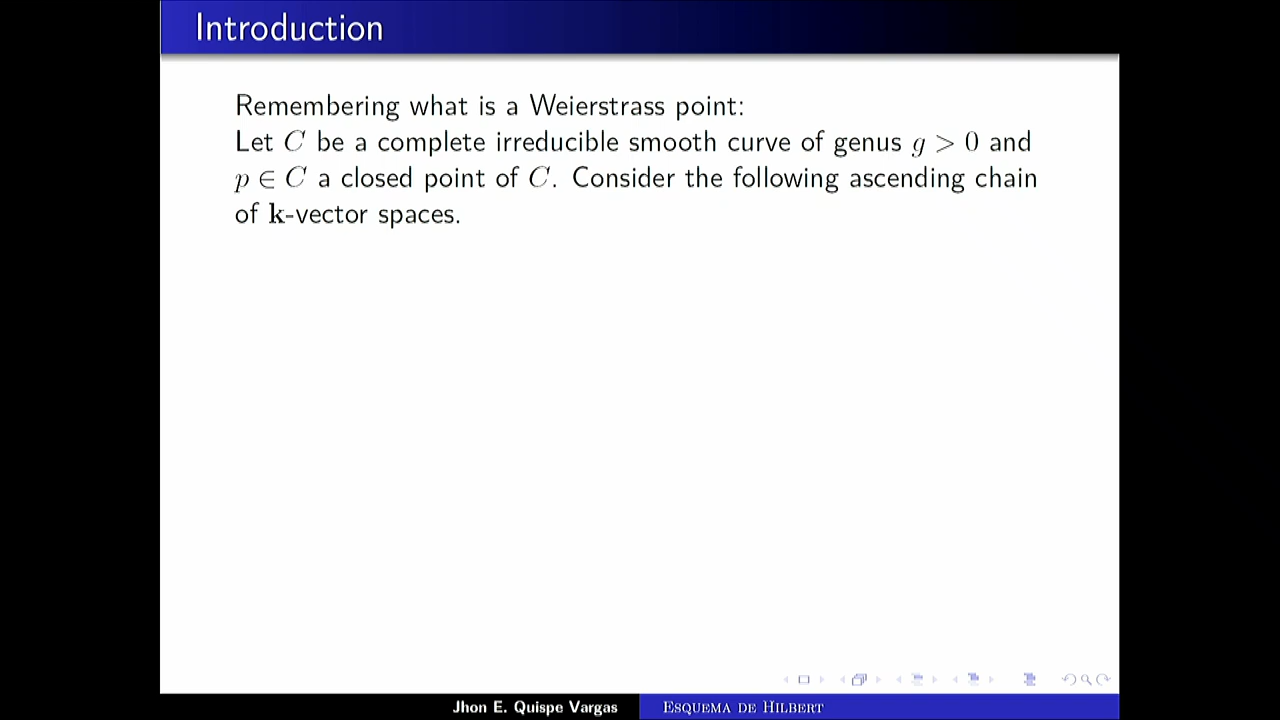 Introduction
Remembering what is a Weierstrass point:
Let C be a complete irreducible smooth curve of genus g > 0 and
p ∈ C a closed point of C. Consider the following ascending chain
of k-vector spaces.
Jhon E. Quispe Vargas
Esquema de Hilbert